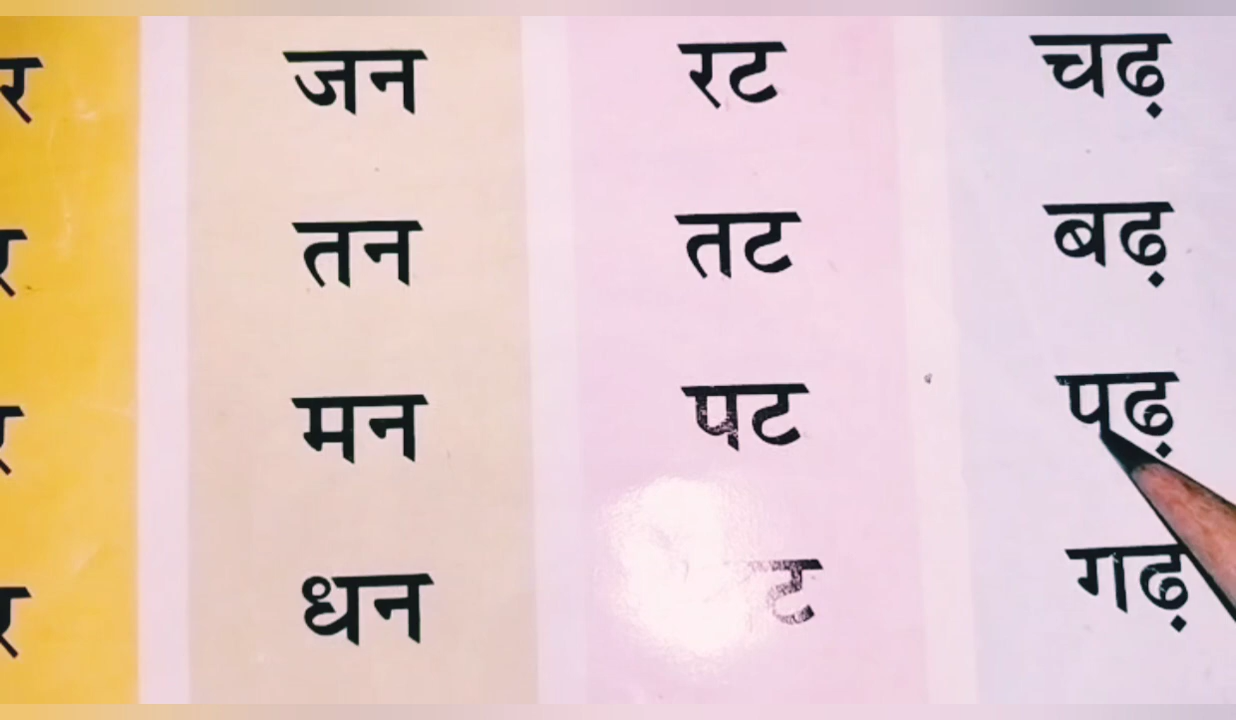 र जन रट चढ़
र तन तट बढ़
र मन पट पढ़
र धन ट गढ़